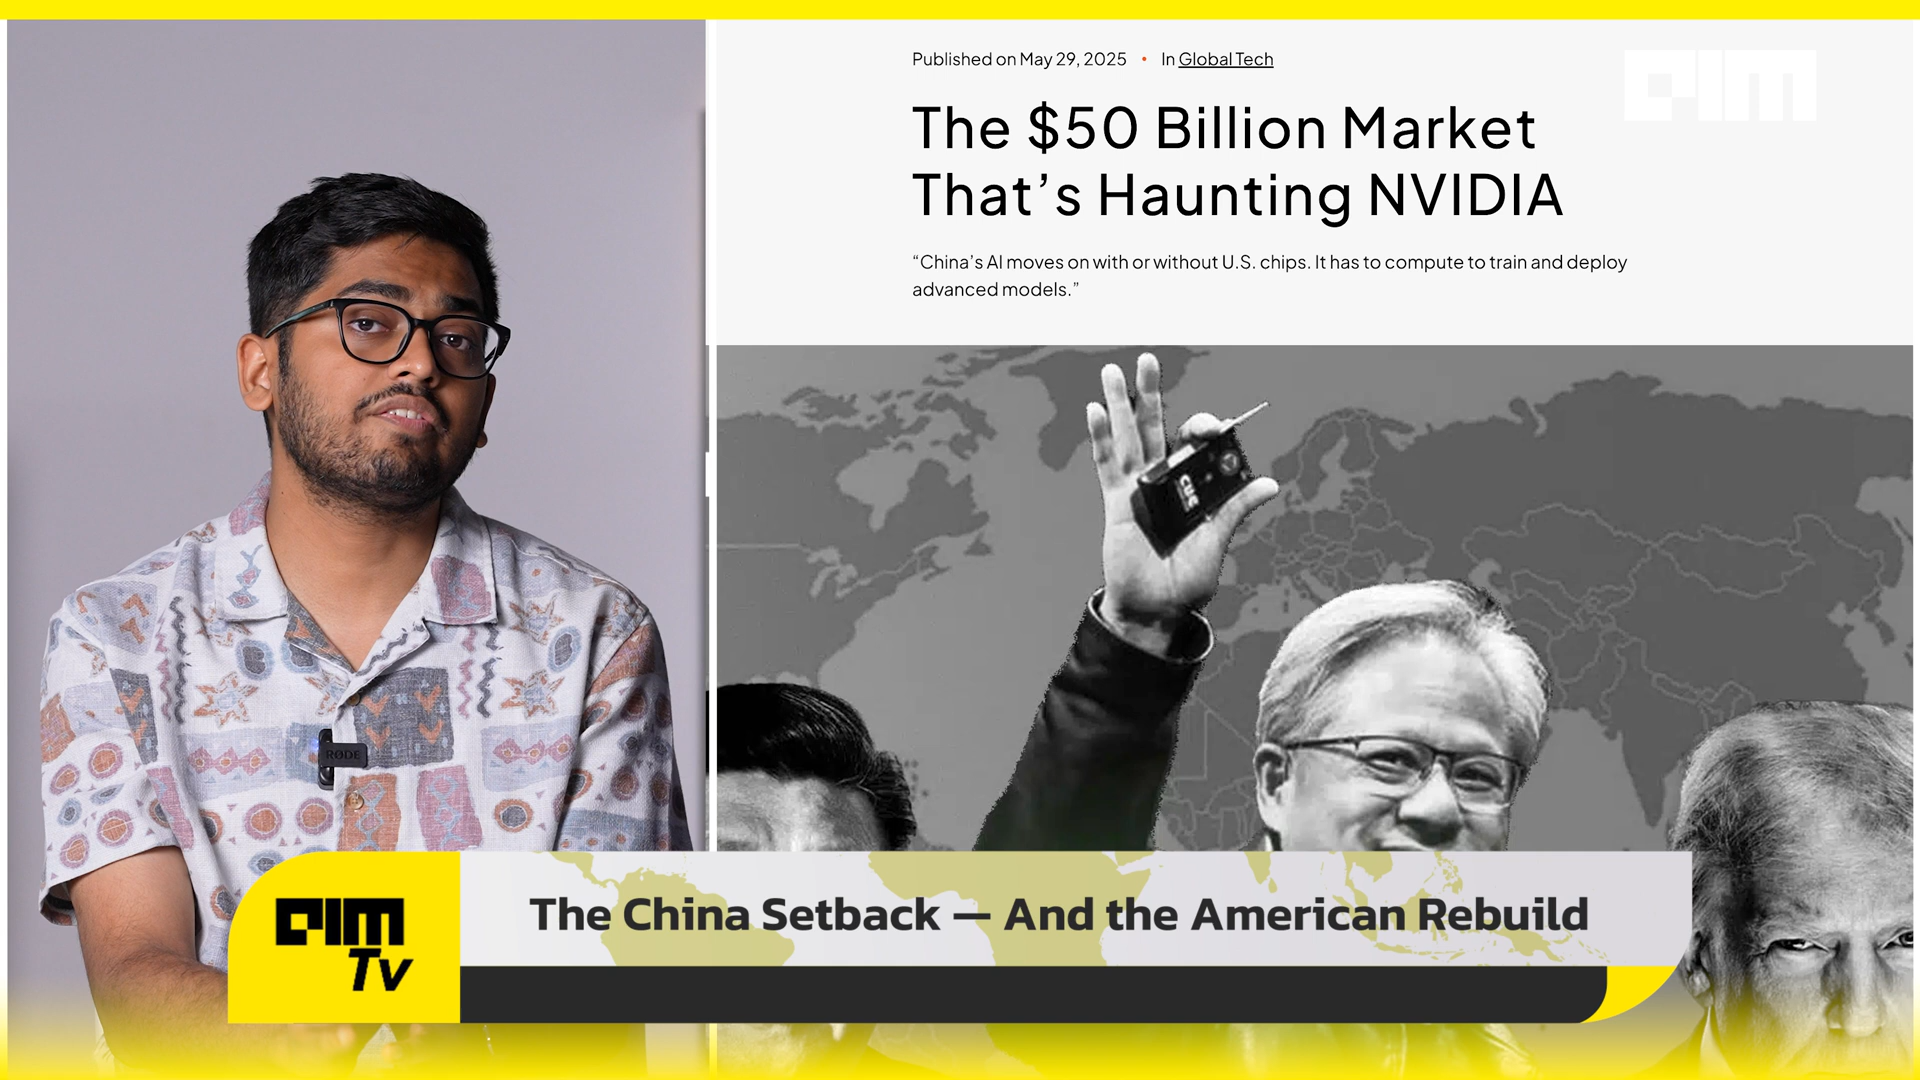 Published on May 29, 2025 • In Global Tech
AIM
The $50 Billion Market
That’s Haunting NVIDIA
“China’s AI moves on with or without U.S. chips. It has to compute to train and deploy
advanced models.”
CUE
RØDE
AIM
Tv
The China Setback — And the American Rebuild